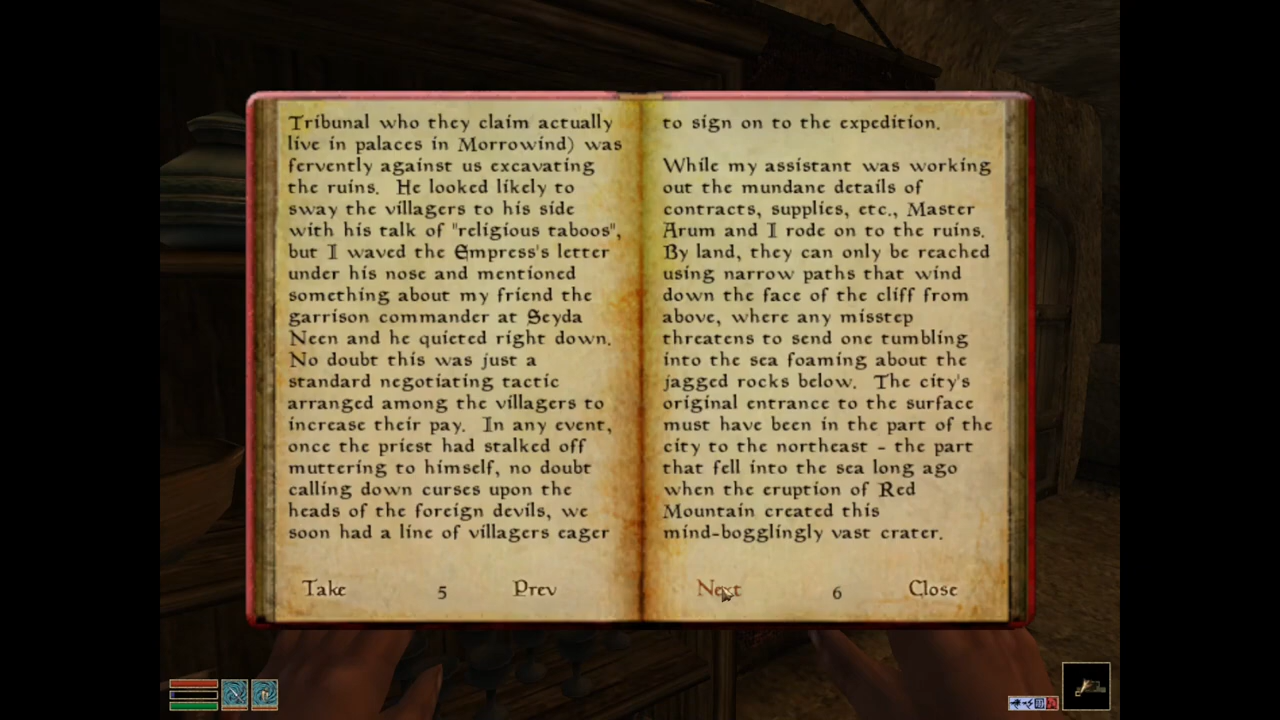 Tribunal who they claim actually
live in palaces in Morrowind) was
fervently against us excavating
the ruins. He looked likely to
sway the villagers to his side
with his talk of "religious taboos",
but I waved the Empress's letter
under his nose and mentioned
something about my friend the
garrison commander at Seyda
Neen and he quieted right down.
No doubt this was just a
standard negotiating tactic
arranged among the villagers to
increase their pay. In any event,
once the priest had stalked off
muttering to himself, no doubt
calling down curses upon the
heads of the foreign devils, we
soon had a line of villagers eager
to sign on to the expedition.
While my assistant was working
out the mundane details of
contracts, supplies, etc., Master
Arum and I rode on to the ruins.
By land, they can only be reached
using narrow paths that wind
down the face of the cliff from
above, where any misstep
threatens to send one tumbling
into the sea foaming about the
jagged rocks below. The city's
original entrance to the surface
must have been in the part of the
city to the northeast - the part
that fell into the sea long ago
when the eruption of Red
Mountain created this
mind-bogglingly vast crater.
Take 5 Prev Next 6 Close